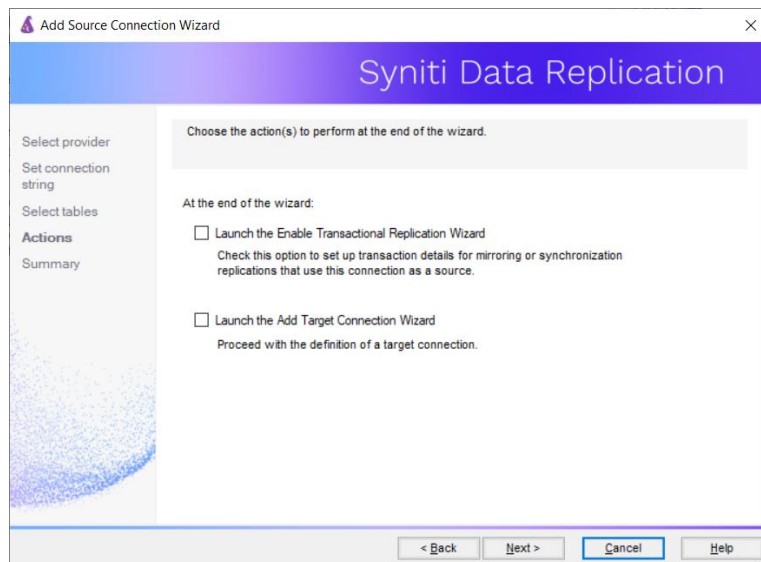 Add Source Connection Wizard
Syniti Data Replication
Select provider
Set connection
string
Select tables
Actions
Summary
Choose the action(s) to perform at the end of the wizard.
At the end of the wizard:
Launch the Enable Transactional Replication Wizard
Check this option to set up transaction details for mirroring or synchronization
replications that use this connection as a source.
Launch the Add Target Connection Wizard
Proceed with the definition of a target connection.
< Back Next > Cancel Help